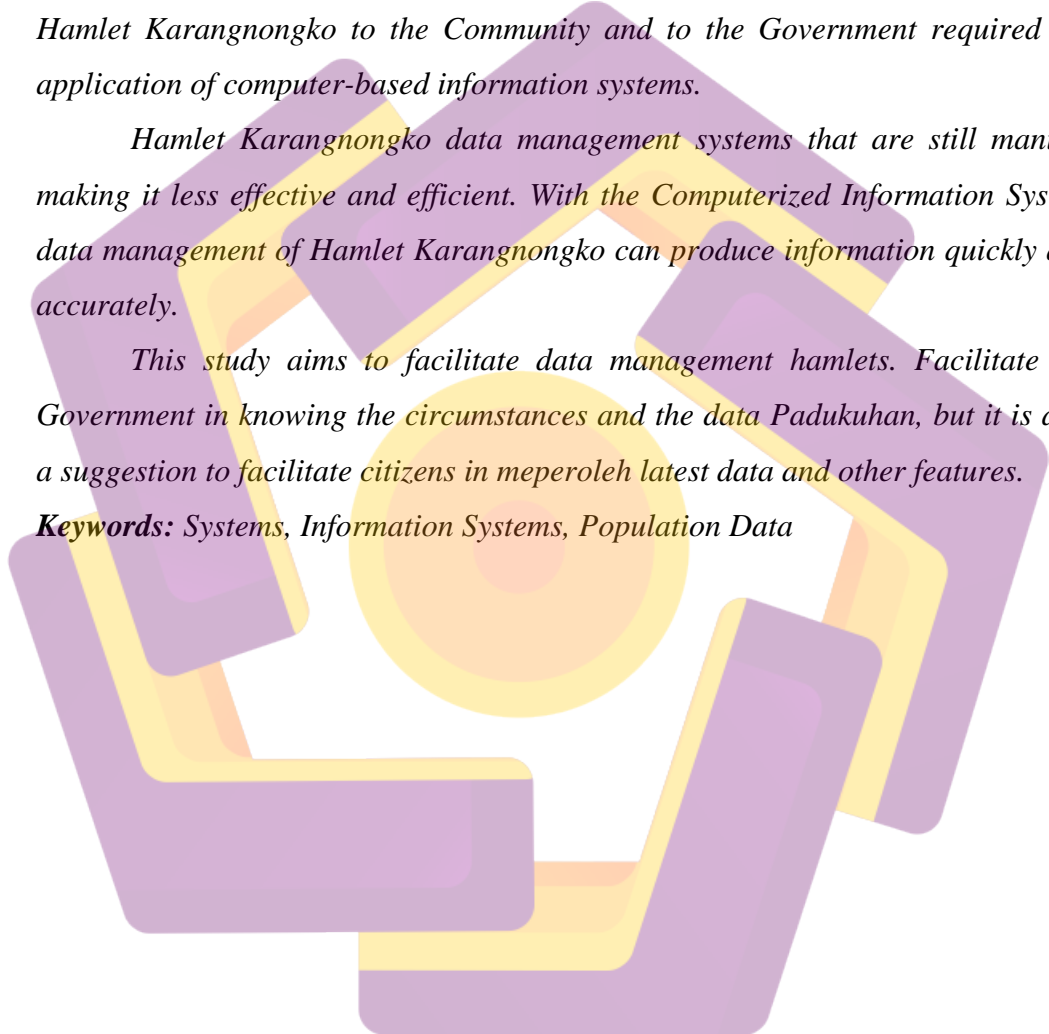 Hamlet Karangnongko to the Community and to the Government required
application of computer-based information systems.
Hamlet Karangnongko data management systems that are still
making it less effective and efficient. With the Computerized Information
data management of Hamlet Karangnongko can produce information quickly
accurately.
This study aims to facilitate data management hamlets. Facilitate
Government in knowing the circumstances and the data Padukuhan, but it is
a suggestion to facilitate citizens in meperoleh latest data and other features.
Keywords: Systems, Information Systems, Population Data